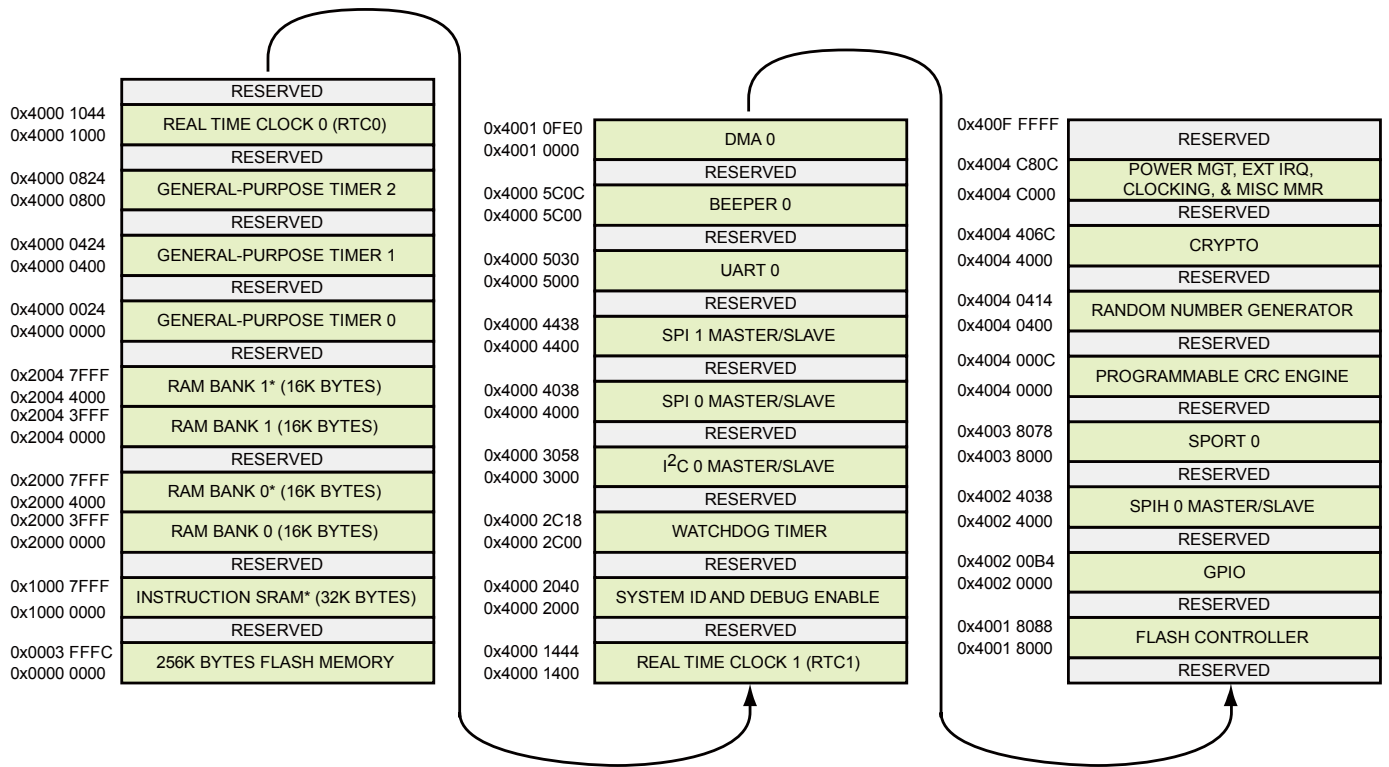 RESERVED
0x4000 1044
0x4000 1000
REAL TIME CLOCK 0 (RTC0)
RESERVED
0x4000 0824
0x4000 0800
GENERAL-PURPOSE TIMER 2
RESERVED
0x4000 0424
0x4000 0400
GENERAL-PURPOSE TIMER 1
RESERVED
0x4000 0024
0x4000 0000
GENERAL-PURPOSE TIMER 0
RESERVED
0x2004 7FFF
0x2004 4000
RAM BANK 1* (16K BYTES)
0x2004 3FFF
0x2004 0000
RAM BANK 1 (16K BYTES)
RESERVED
0x2000 7FFF
0x2000 4000
RAM BANK 0* (16K BYTES)
0x2000 3FFF
0x2000 0000
RAM BANK 0 (16K BYTES)
RESERVED
0x1000 7FFF
0x1000 0000
INSTRUCTION SRAM* (32K BYTES)
RESERVED
0x0003 FFFC
0x0000 0000
256K BYTES FLASH MEMORY
0x4001 0FE0
0x4001 0000
DMA 0
RESERVED
0x4000 5C0C
0x4000 5C00
BEEPER 0
RESERVED
0x4000 5030
0x4000 5000
UART 0
RESERVED
0x4000 4438
0x4000 4400
SPI 1 MASTER/SLAVE
RESERVED
0x4000 4038
0x4000 4000
SPI 0 MASTER/SLAVE
RESERVED
0x4000 3058
0x4000 3000
I²C 0 MASTER/SLAVE
RESERVED
0x4000 2C18
0x4000 2C00
WATCHDOG TIMER
RESERVED
0x4000 2040
0x4000 2000
SYSTEM ID AND DEBUG ENABLE
RESERVED
0x4000 1444
0x4000 1400
REAL TIME CLOCK 1 (RTC1)
0x400F FFFF
RESERVED
0x4004 C80C
0x4004 C000
POWER MGT, EXT IRQ,
CLOCKING, & MISC MMR
RESERVED
0x4004 406C
0x4004 4000
CRYPTO
RESERVED
0x4004 0414
0x4004 0400
RANDOM NUMBER GENERATOR
RESERVED
0x4004 000C
0x4004 0000
PROGRAMMABLE CRC ENGINE
RESERVED
0x4003 8078
0x4003 8000
SPORT 0
RESERVED
0x4002 4038
0x4002 4000
SPIH 0 MASTER/SLAVE
RESERVED
0x4002 00B4
0x4002 0000
GPIO
RESERVED
0x4001 8088
0x4001 8000
FLASH CONTROLLER
RESERVED